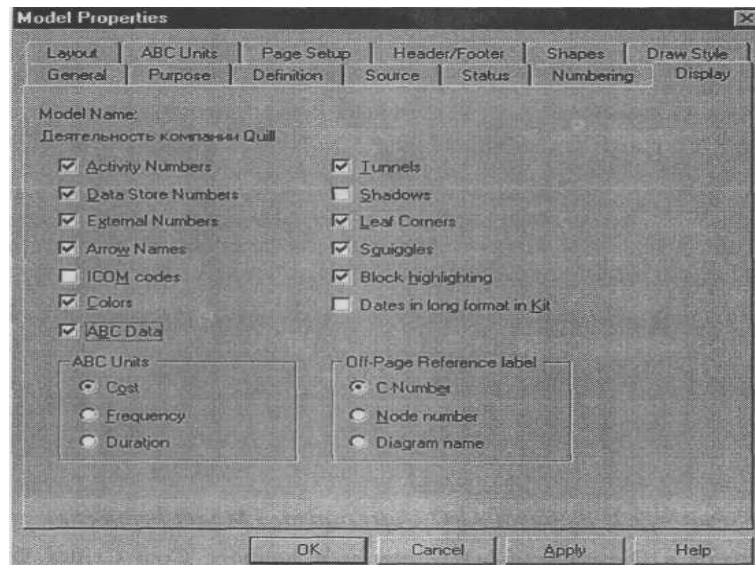 Model Properties
Layout ABC Units Page Setup Header/Footer Shapes Draw Style
General Purpose Definition Source Status Numbering Display
Model Name:
Деятельность компании Quill
Activity Numbers
Data Store Numbers
External Numbers
Arrow Names
ICOM codes
Colors
ABC Data
Tunnels
Shadows
Leaf Corners
Squiggles
Block highlighting
Dates in long format in Kit
ABC Units
Cost
Frequency
Duration
Off-Page Reference label
C-Number
Node number
Diagram name
OK Cancel Apply Help